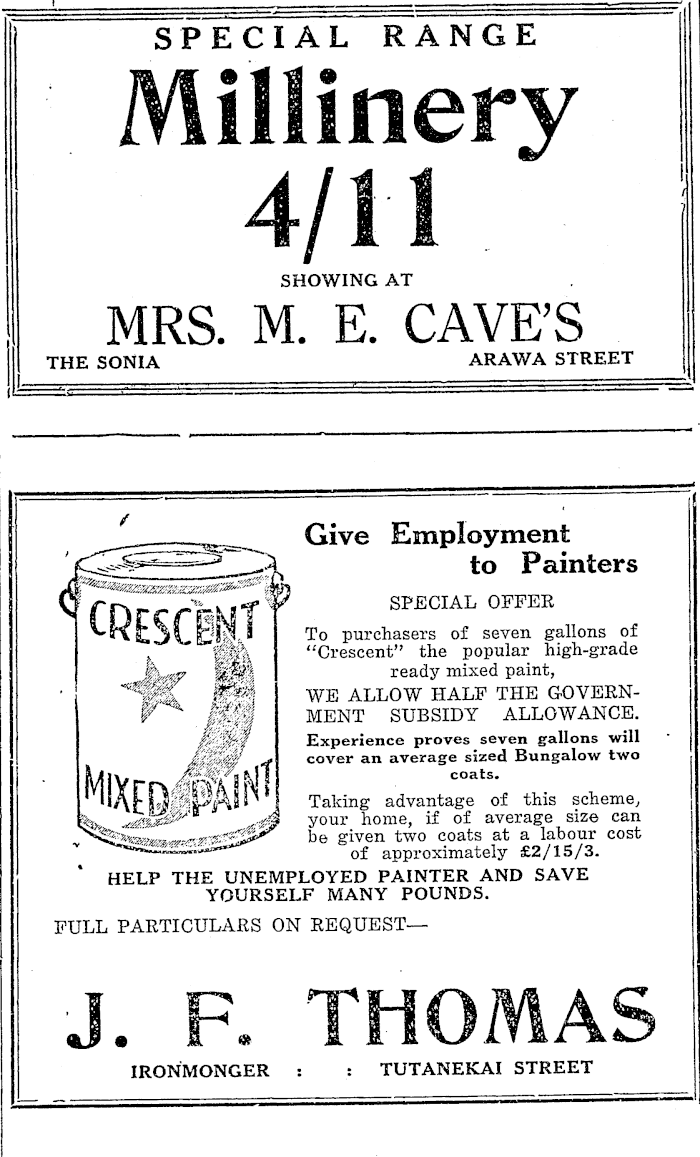 SPECIAL RANGE
Millinery
4/11
SHOWING AT
MRS. M. E. CAVE'S
THE SONIA ARAWA STREET
CRESCENT
MIXED PAINT
Give Employment
to Painters
SPECIAL OFFER
To purchasers of seven gallons of
"Crescent" the popular high-grade
ready mixed paint,
WE ALLOW HALF THE GOVERN-
MENT SUBSIDY ALLOWANCE.
Experience proves seven gallons will
cover an average sized Bungalow two
coats.
Taking advantage of this scheme,
your home, if of average size can
be given two coats at a labour cost
of approximately £2/15/3.
HELP THE UNEMPLOYED PAINTER AND SAVE
YOURSELF MANY POUNDS.
FULL PARTICULARS ON REQUEST—
J. F. THOMAS
IRONMONGER : : TUTANEKAI STREET